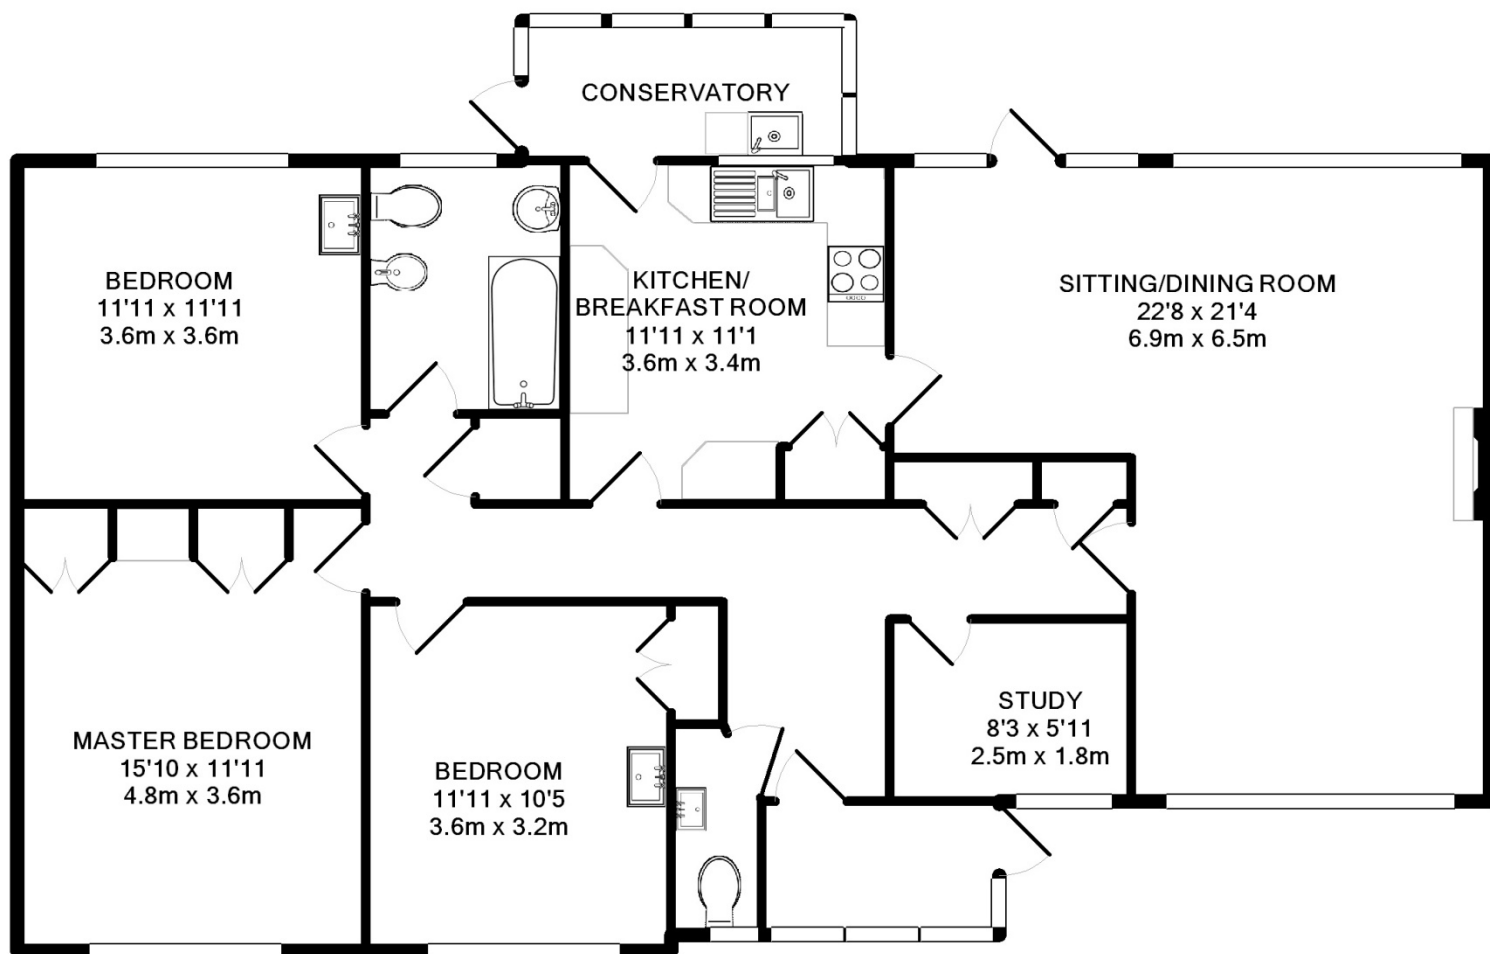 CONSERVATORY
BEDROOM
11'11 x 11'11
3.6m x 3.6m
KITCHEN/
BREAKFAST ROOM
11'11 x 11'1
3.6m x 3.4m
SITTING/DINING ROOM
22'8 x 21'4
6.9m x 6.5m
MASTER BEDROOM
15'10 x 11'11
4.8m x 3.6m
BEDROOM
11'11 x 10'5
3.6m x 3.2m
STUDY
8'3 x 5'11
2.5m x 1.8m